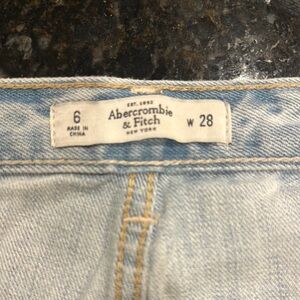 6
MADE IN
CHINA
EST. 1892
Abercrombie
& Fitch
NEW YORK
W 28